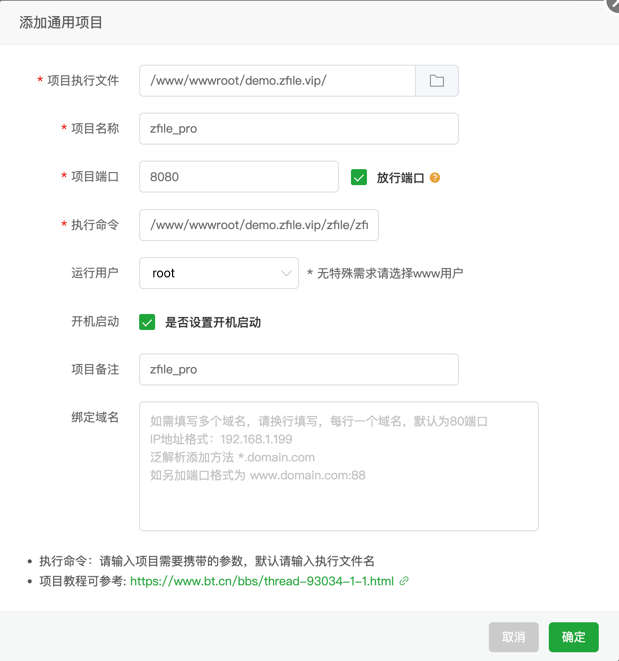 添加通用项目
* 项目执行文件 /www/wwwroot/demo.zfile.vip/
* 项目名称 zfile_pro
* 项目端口 8080 放行端口 ?
* 执行命令 /www/wwwroot/demo.zfile.vip/zfile/zfi
运行用户 root * 无特殊需求请选择www用户
开机启动 是否设置开机启动
项目备注 zfile_pro
绑定域名 如需填写多个域名，请换行填写，每行一个域名，默认为80端口
IP地址格式：192.168.1.199
泛解析添加方法 *.domain.com
如另加端口格式为 www.domain.com:88
• 执行命令：请输入项目需要携带的参数，默认请输入执行文件名
• 项目教程可参考: https://www.bt.cn/bbs/thread-93034-1-1.html
取消 确定